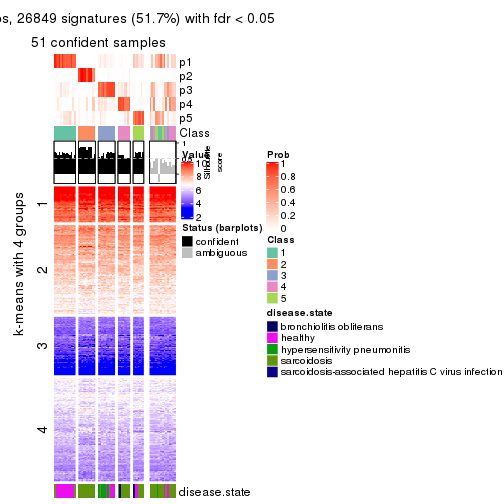 26849 signatures (51.7%) with fdr < 0.05
51 confident samples
p1
p2
p3
p4
p5
Class
1
Value
10
8
6
4
2
Silhouette
score
Prob
1
0.8
0.6
0.4
0.2
0
Status (barplots)
confident
ambiguous
Class
1
2
3
4
5
disease.state
bronchiolitis obliterans
healthy
hypersensitivity pneumonitis
sarcoidosis
sarcoidosis-associated hepatitis C virus infection
k-means with 4 groups
1
2
3
4
disease.state